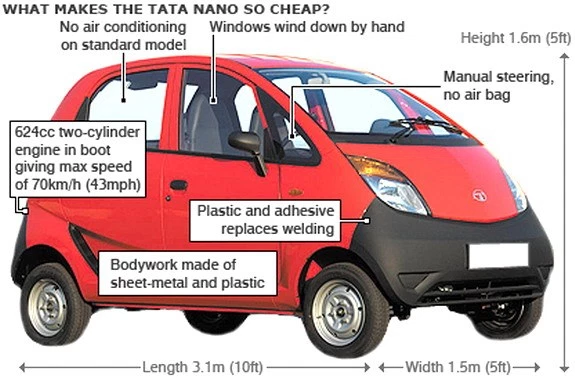 WHAT MAKES THE TATA NANO SO CHEAP?
No air conditioning
on standard model
Windows wind down by hand
Height 1.6m (5ft)
Manual steering,
no air bag
624cc two-cylinder
engine in boot
giving max speed
of 70km/h (43mph)
Plastic and adhesive
replaces welding
Bodywork made of
sheet-metal and plastic
Length 3.1m (10ft)
Width 1.5m (5ft)